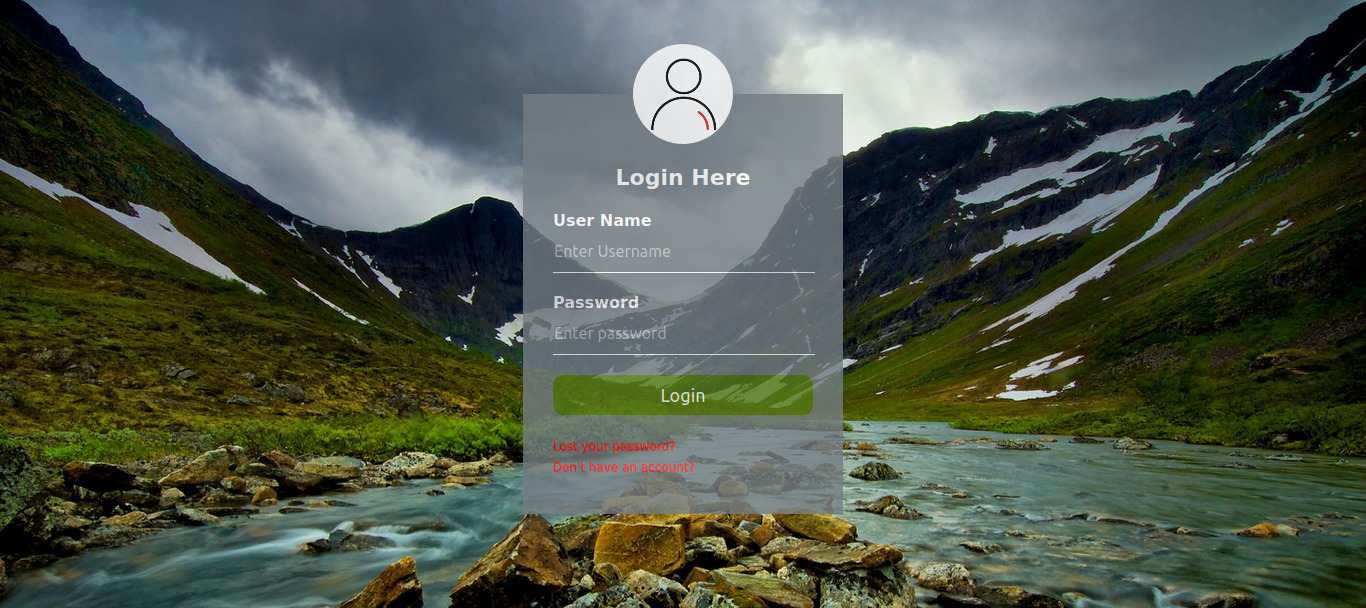 Login Here
User Name
Enter Username
Password
Enter password
Login
Lost your password?
Don't have an account?